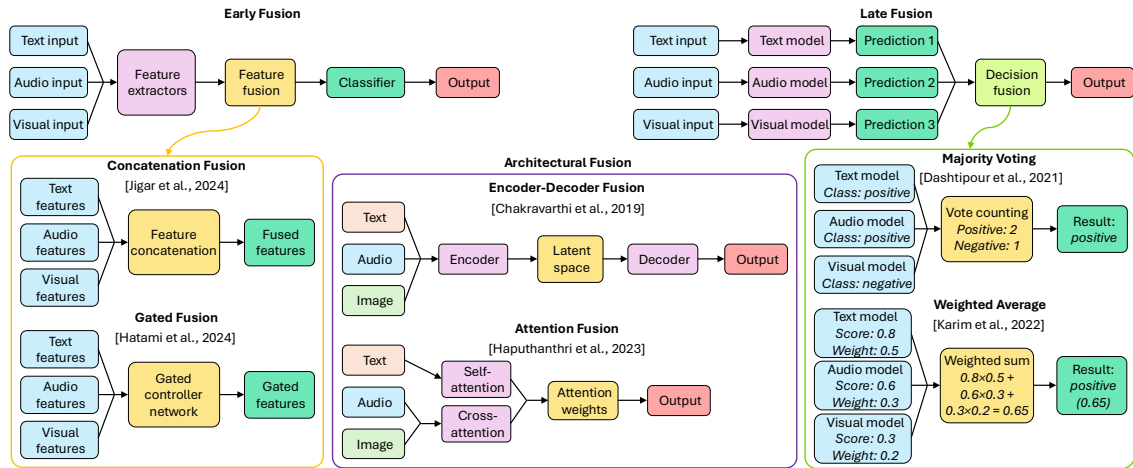 Early Fusion
Text input
Audio input
Visual input
Feature
extractors
Feature
fusion
Classifier
Output
Late Fusion
Text input
Text model
Prediction 1
Audio input
Audio model
Prediction 2
Visual input
Visual model
Prediction 3
Decision
fusion
Output
Concatenation Fusion
[Jigar et al., 2024]
Text
features
Audio
features
Visual
features
Feature
concatenation
Fused
features
Gated Fusion
[Hatami et al., 2024]
Text
features
Audio
features
Visual
features
Gated
controller
network
Gated
features
Architectural Fusion
Encoder-Decoder Fusion
[Chakravarthi et al., 2019]
Text
Audio
Image
Encoder
Latent
space
Decoder
Output
Attention Fusion
[Haputhanthri et al., 2023]
Text
Audio
Image
Self-
attention
Cross-
attention
Attention
weights
Output
Majority Voting
[Dashtipour et al., 2021]
Text model
Class: positive
Audio model
Class: positive
Visual model
Class: negative
Vote counting
Positive: 2
Negative: 1
Result:
positive
Weighted Average
[Karim et al., 2022]
Text model
Score: 0.8
Weight: 0.5
Audio model
Score: 0.6
Weight: 0.3
Visual model
Score: 0.3
Weight: 0.2
Weighted sum
0.8×0.5 +
0.6×0.3 +
0.3×0.2 = 0.65
Result:
positive
(0.65)